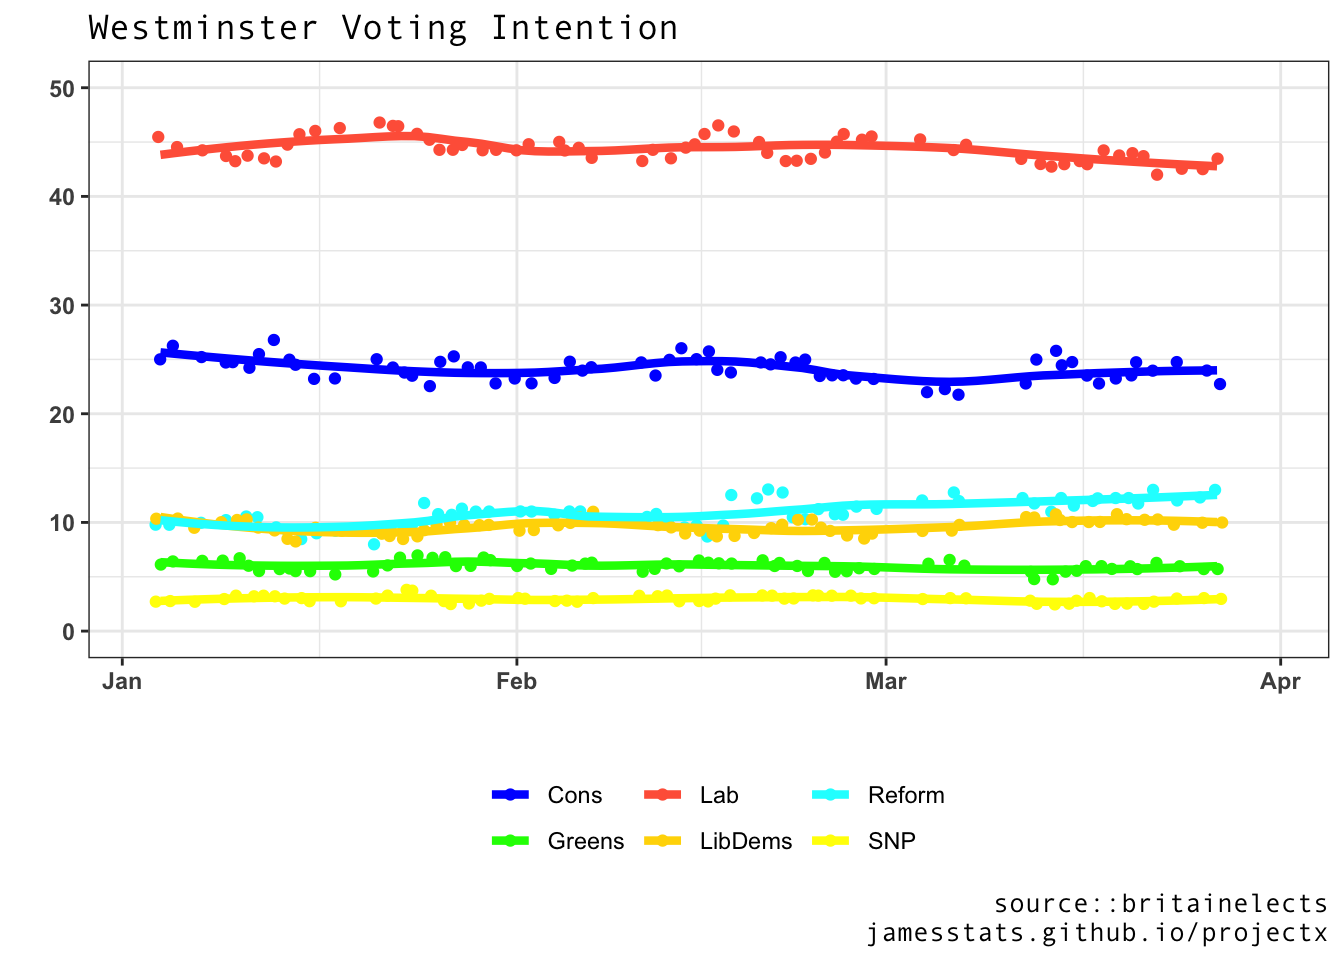 Westminster Voting Intention
50
40
30
20
10
0
Jan Feb Mar Apr
Cons Lab Reform
Greens LibDems SNP
source::britainelects
jamesstats.github.io/projectx